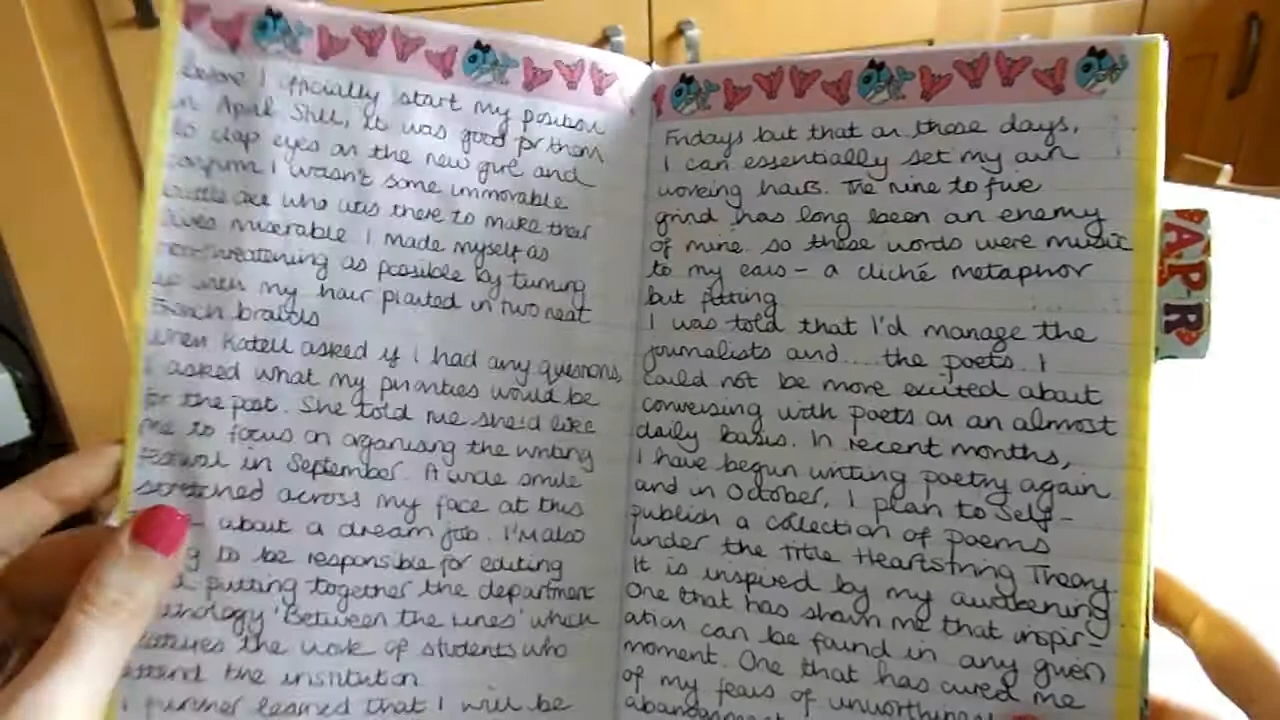 before I officially start my position
in April. Still, it was good for them
to clap eyes on the new girl and
confirm I wasn't some immovable
who was there to make their
lives miserable I made myself as
non-threatening as possible by turning
up with my hair plaited in two neat
French braids
When Kateu asked if I had any questions,
I asked what my priorities would be
for the post. She told me she'd like
me to focus on organising the writing
festival in September. A wide smile
stretched across my face at this
about a dream job. I'm also
to be responsible for editing
putting together the department
anthology 'Between the Lines' which
features the work of students who
attend the institution
I further learned that I will be
Fridays but that on those days,
I can essentially set my own
working hours. The nine to five
grind has long been an enemy
of mine. so these words were music
to my ears - a cliché metaphor
but fitting
I was told that I'd manage the
journalists and... the poets. I
could not be more excited about
conversing with poets on an almost
daily basis. In recent months,
I have begun writing poetry again
and in October, I plan to self-
publish a collection of poems
under the title Heartstring Theory
It is inspired by my awakening
One that has shown me that inspir-
ation can be found in any given
moment. One that has cured me
of my fears of unworthiness
abandonment
APR